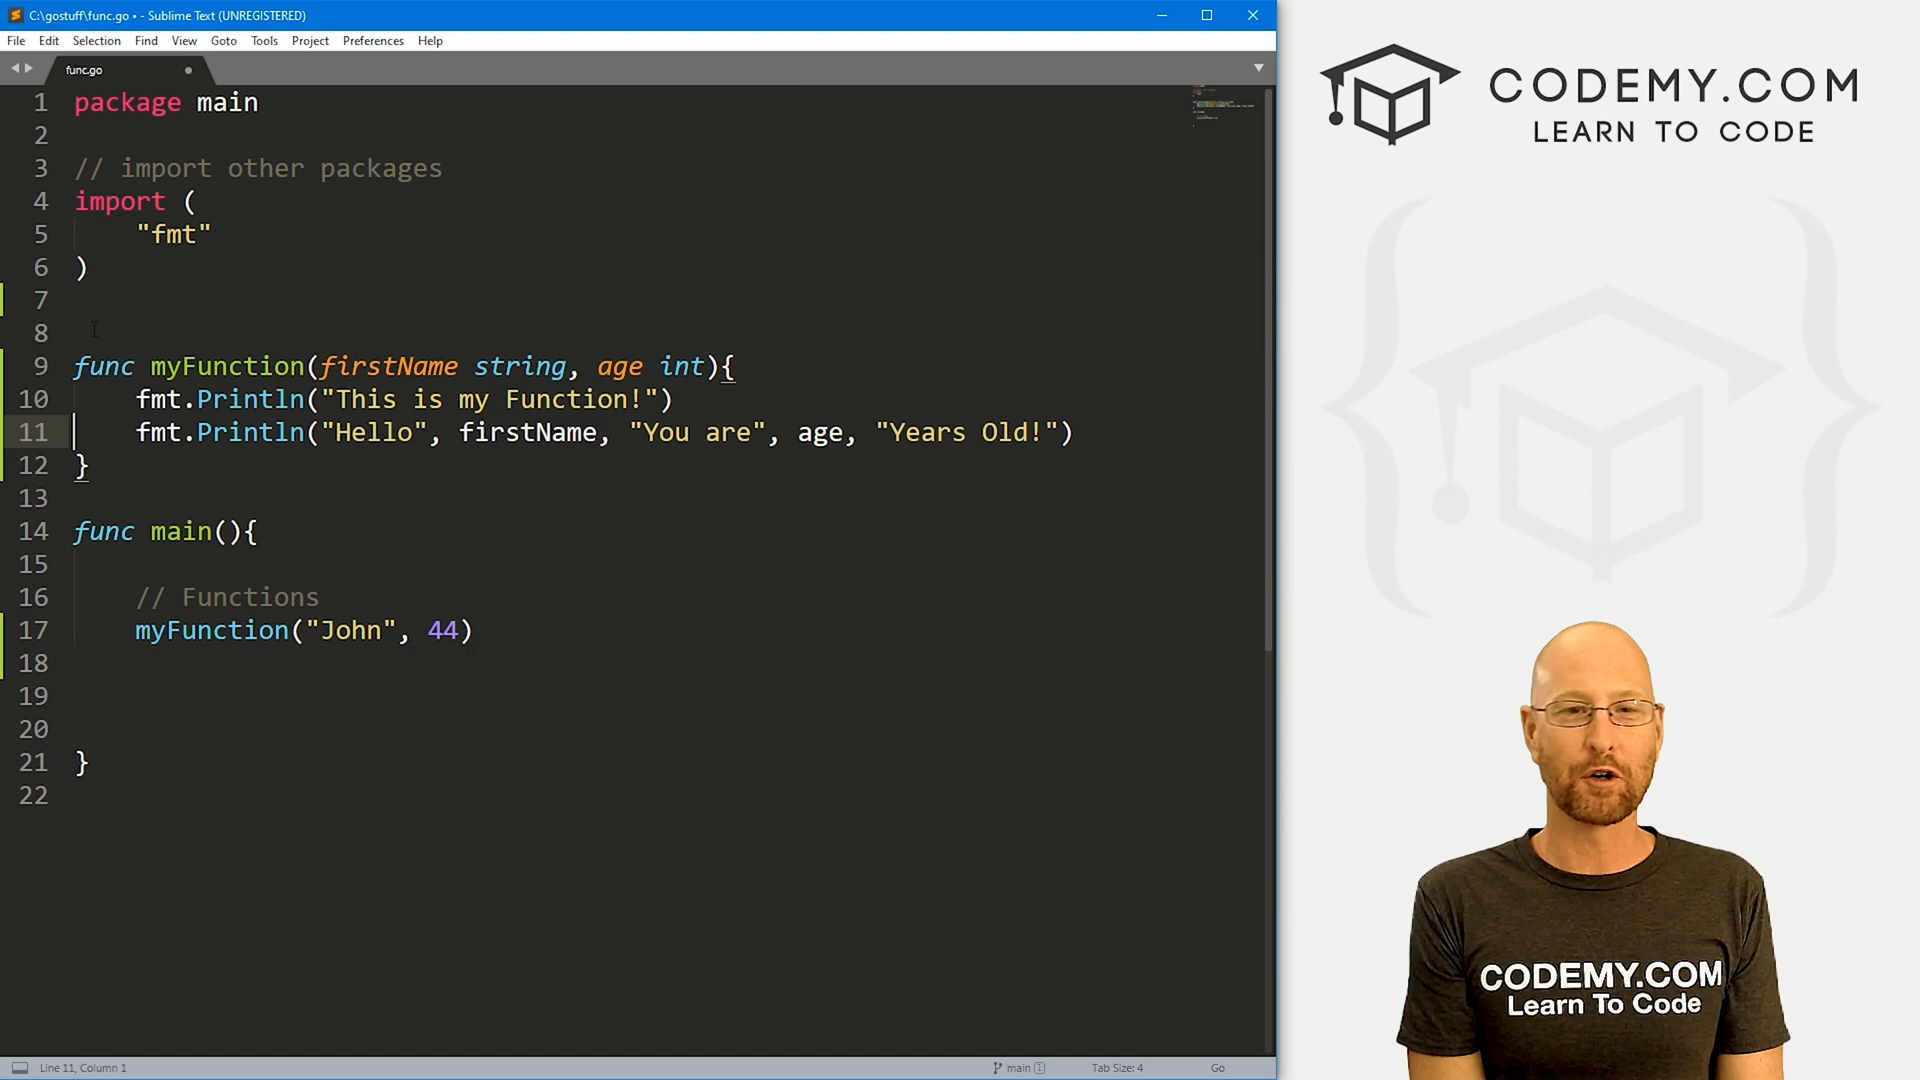 C:\gostuff\func.go • - Sublime Text (UNREGISTERED)
File Edit Selection Find View Goto Tools Project Preferences Help
func.go
1 package main
2
3 // import other packages
4 import (
5 "fmt"
6 )
7
8
9 func myFunction(firstName string, age int){
10 fmt.Println("This is my Function!")
11 fmt.Println("Hello", firstName, "You are", age, "Years Old!")
12 }
13
14 func main(){
15
16 // Functions
17 myFunction("John", 44)
18
19
20
21 }
22
Line 11, Column 1
main 1
Tab Size: 4
Go
CODEMY.COM
LEARN TO CODE
CODEMY.COM
Learn To Code